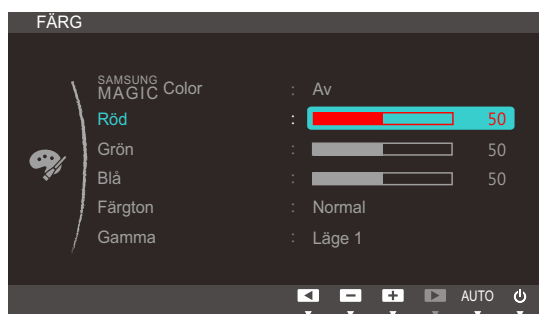 FÄRG
SAMSUNG MAGIC Color : Av
Röd : 50
Grön : 50
Blå : 50
Färgton : Normal
Gamma : Läge 1
AUTO